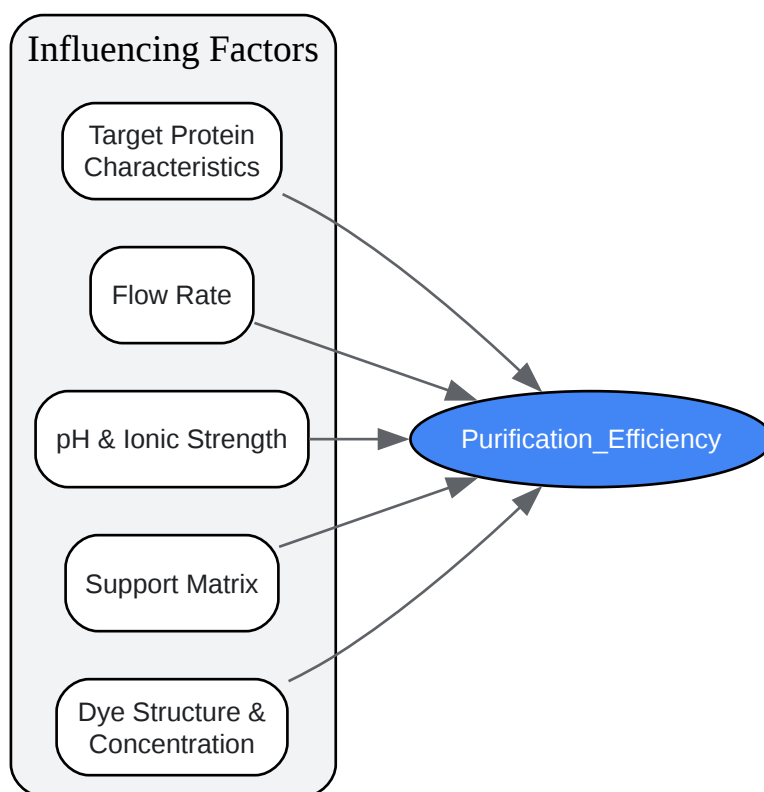 Influencing Factors
Target Protein
Characteristics
Flow Rate
pH & Ionic Strength
Purification_Efficiency
Support Matrix
Dye Structure &
Concentration